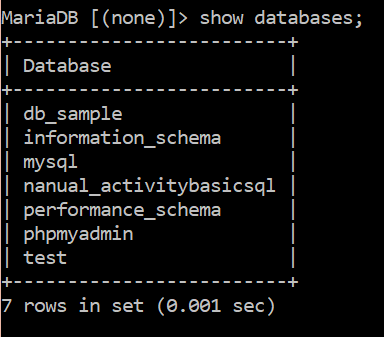 MariaDB [(none)]> show databases;
+-------------------------+
| Database                |
+-------------------------+
| db_sample               |
| information_schema      |
| mysql                   |
| nanual_activitybasicsql |
| performance_schema      |
| phpmyadmin              |
| test                    |
+-------------------------+
7 rows in set (0.001 sec)